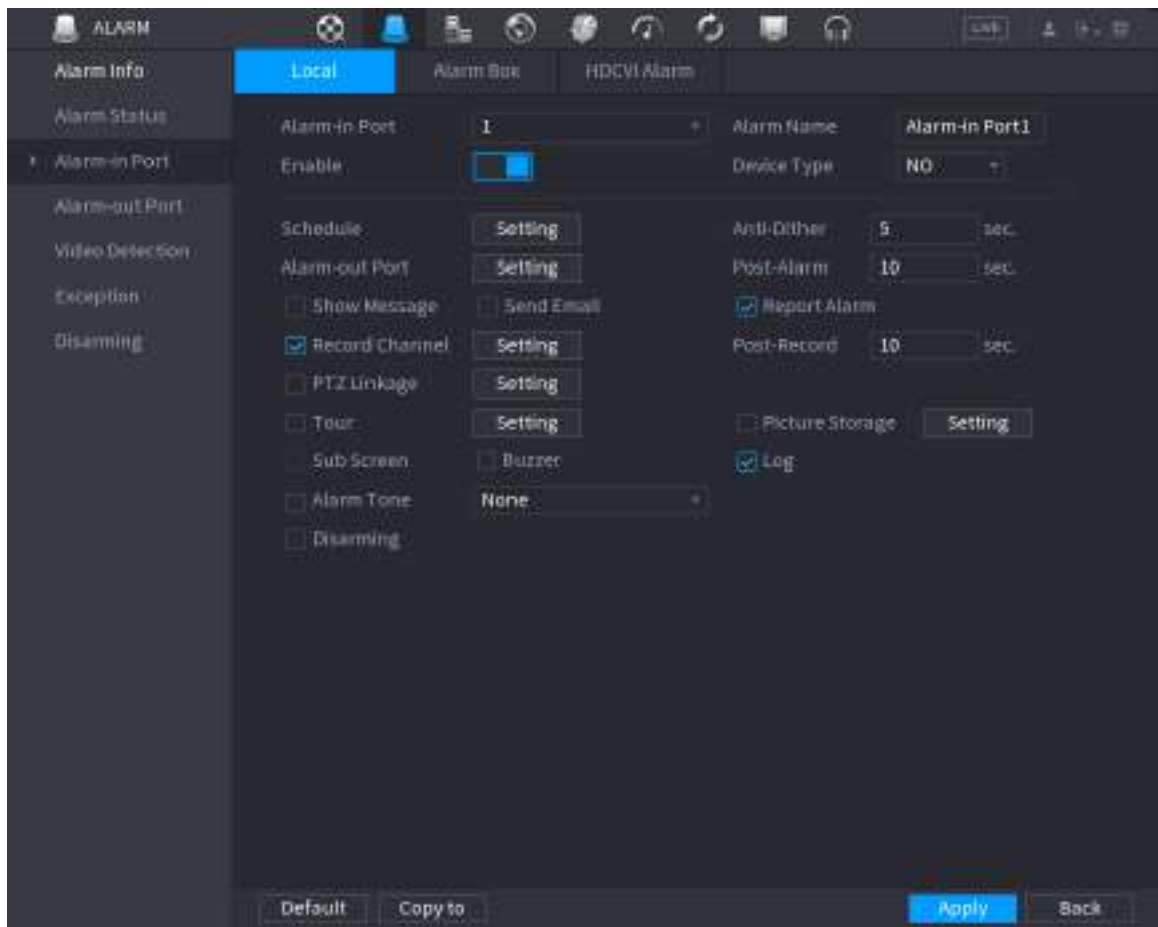 ALARM LIVE
Alarm Info
Alarm Status
Alarm-in Port
Alarm-out Port
Video Detection
Exception
Disarming
Local Alarm Box HDCVI Alarm
Alarm-in Port 1 Alarm Name Alarm-in Port1
Enable Device Type NO
Schedule Setting Anti-Dither 5 sec.
Alarm-out Port Setting Post-Alarm 10 sec.
Show Message Send Email Report Alarm
Record Channel Setting Post-Record 10 sec.
PTZ Linkage Setting
Tour Setting Picture Storage Setting
Sub Screen Buzzer Log
Alarm Tone None
Disarming
Default Copy to Apply Back